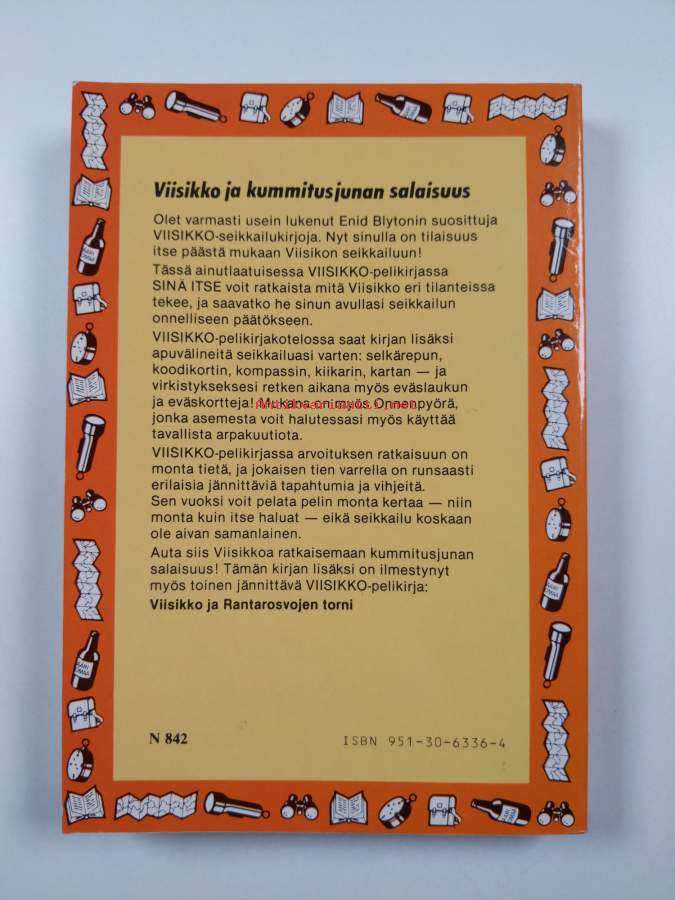 Viisikko ja kummitusjunan salaisuus
Olet varmasti usein lukenut Enid Blytonin suosittuja
VIISIKKO-seikkailukirjoja. Nyt sinulla on tilaisuus
itse päästä mukaan Viisikon seikkailuun!
Tässä ainutlaatuisessa VIISIKKO-pelikirjassa
SINÄ ITSE voit ratkaista mitä Viisikko eri tilanteissa
tekee, ja saavatko he sinun avullasi seikkailun
onnelliseen päätökseen.
VIISIKKO-pelikirjakotelossa saat kirjan lisäksi
apuvälineitä seikkailuasi varten: selkärepun,
koodikortin, kompassin, kiikarin, kartan — ja
virkistykseksesi retken aikana myös eväslaukun
ja eväskortteja! Mukana on myös Onnenpyörä,
Antikvariaatti.net
jonka asemesta voit halutessasi myös käyttää
tavallista arpakuutiota.
VIISIKKO-pelikirjassa arvoituksen ratkaisuun on
monta tietä, ja jokaisen tien varrella on runsaasti
erilaisia jännittäviä tapahtumia ja vihjeitä.
Sen vuoksi voit pelata pelin monta kertaa — niin
monta kuin itse haluat — eikä seikkailu koskaan
ole aivan samanlainen.
Auta siis Viisikkoa ratkaisemaan kummitusjunan
salaisuus! Tämän kirjan lisäksi on ilmestynyt
myös toinen jännittävä VIISIKKO-pelikirja:
Viisikko ja Rantarosvojen torni
N 842
ISBN 951-30-6336-4